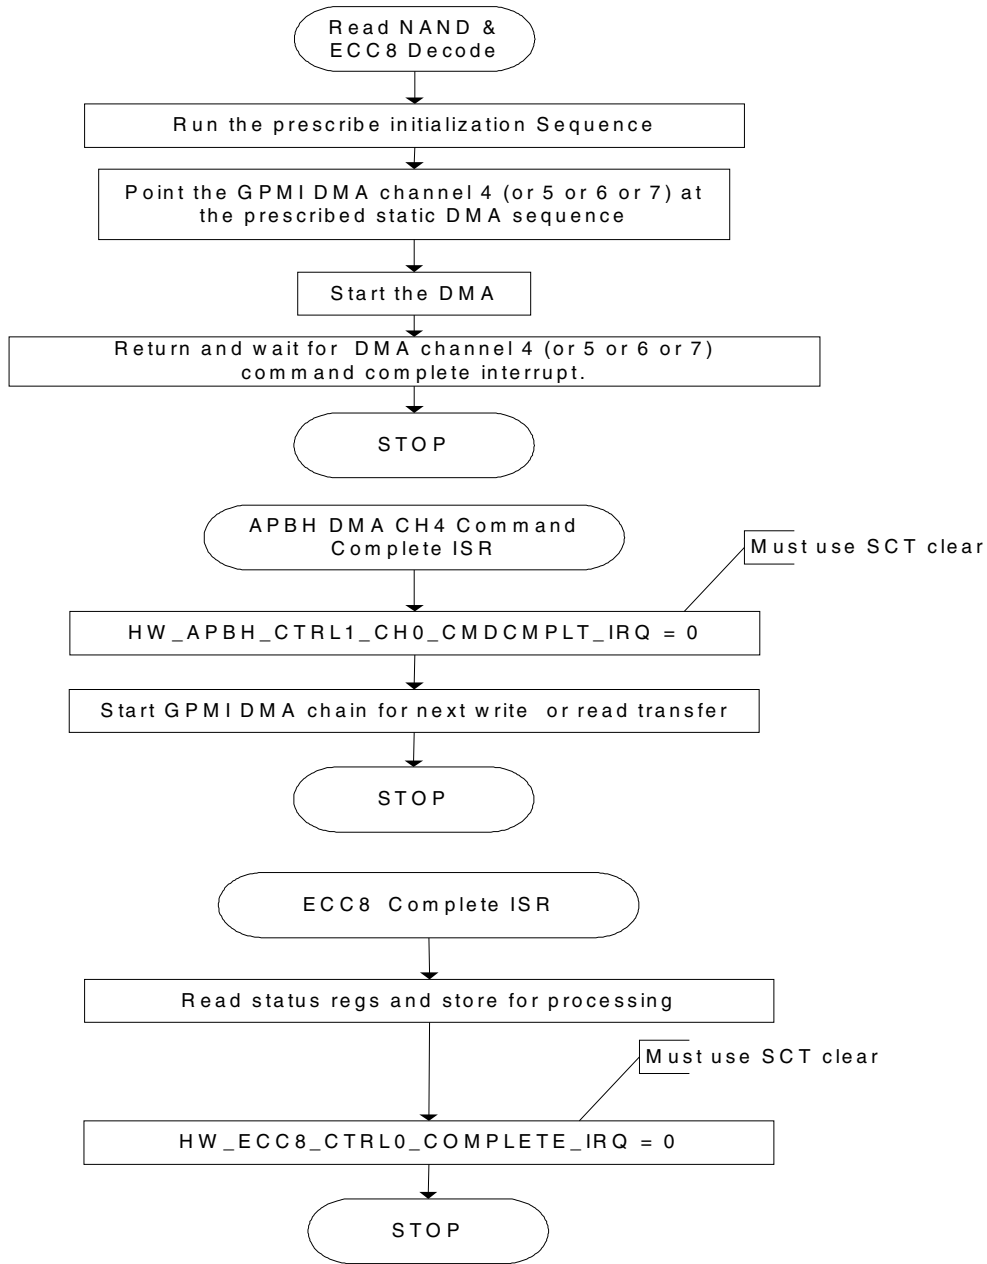 Read NAND &
ECC8 Decode
Run the prescribe initialization Sequence
Point the GPMI DMA channel 4 (or 5 or 6 or 7) at
the prescribed static DMA sequence
Start the DMA
Return and wait for DMA channel 4 (or 5 or 6 or 7)
command complete interrupt.
STOP
APBH DMA CH4 Command
Complete ISR
Must use SCT clear
HW_APBH_CTRL1_CH0_CMDCMPLT_IRQ = 0
Start GPMI DMA chain for next write or read transfer
STOP
ECC8 Complete ISR
Read status regs and store for processing
Must use SCT clear
HW_ECC8_CTRL0_COMPLETE_IRQ = 0
STOP